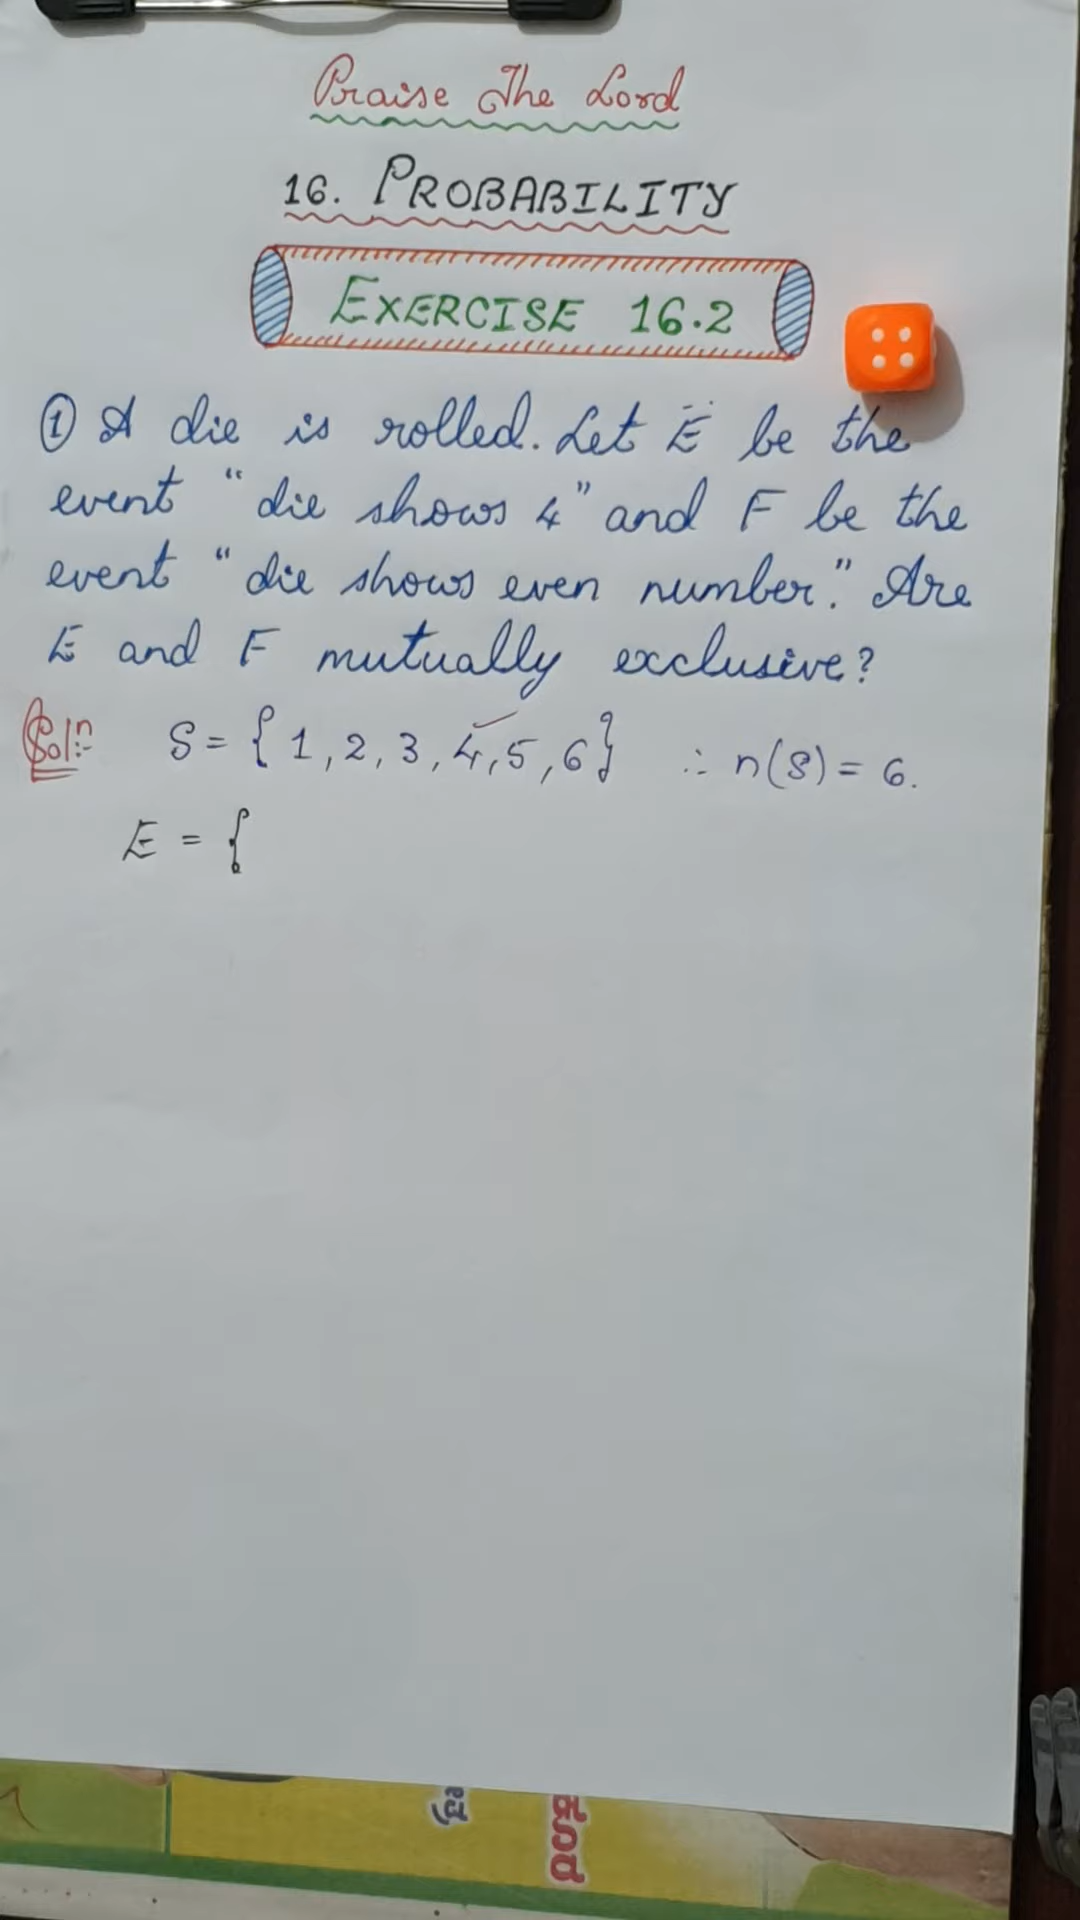 Praise The Lord
16. PROBABILITY
EXERCISE 16.2
① A die is rolled. Let E be the
event “die shows 4” and F be the
event “die shows even number.” Are
E and F mutually exclusive?
Soln:- S = { 1, 2, 3, 4, 5, 6} ∴ n(S) = 6.
E = {